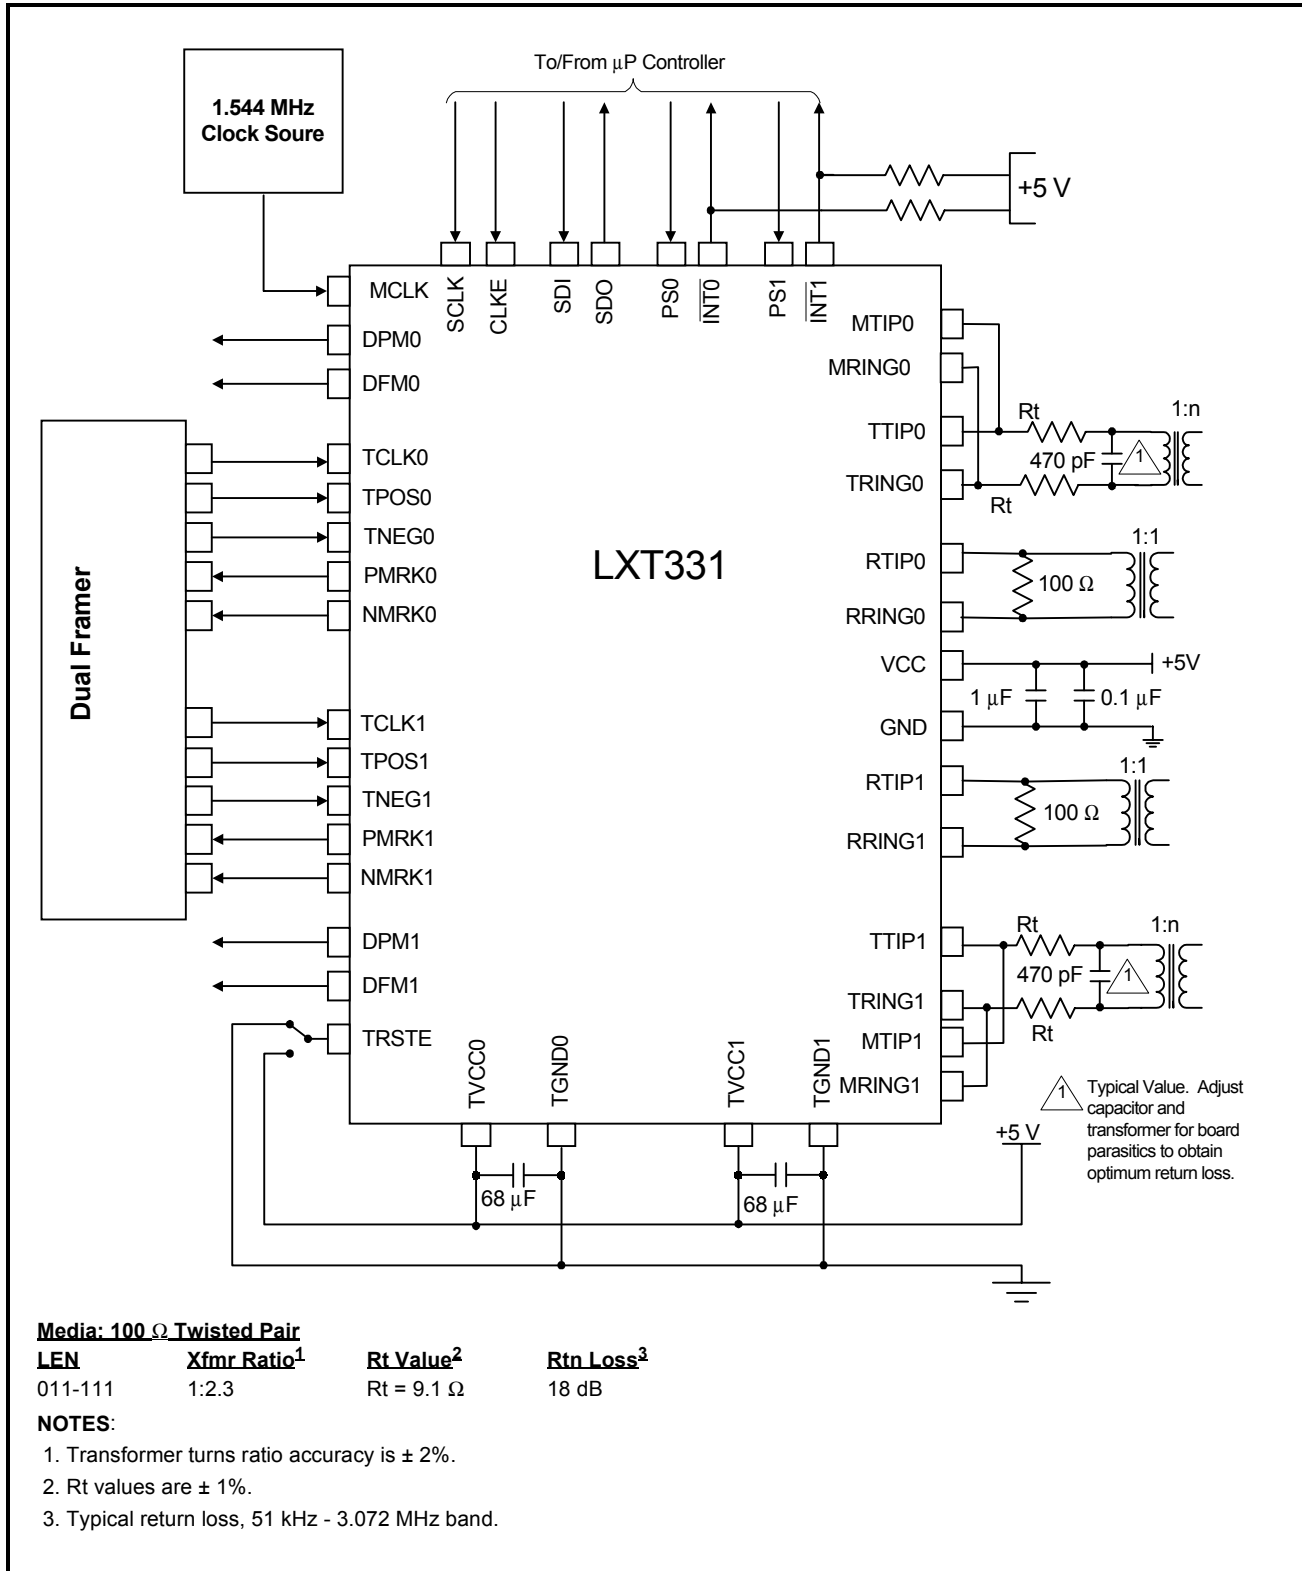 To/From μP Controller
1.544 MHz
Clock Soure
+5 V
SCLK
CLKE
SDI
SDO
PS0
INT0
PS1
INT1
MCLK
DPM0
DFM0
Dual Framer
TCLK0
TPOS0
TNEG0
PMRK0
NMRK0
TCLK1
TPOS1
TNEG1
PMRK1
NMRK1
DPM1
DFM1
TRSTE
LXT331
MTIP0
MRING0
TTIP0
TRING0
Rt
470 pF
1
1:n
Rt
RTIP0
RRING0
1:1
100 Ω
VCC
+5V
1 μF
0.1 μF
GND
RTIP1
RRING1
1:1
100 Ω
TTIP1
TRING1
MTIP1
MRING1
Rt
470 pF
1
1:n
Rt
TVCC0
TGND0
TVCC1
TGND1
68 μF
68 μF
+5 V
1
Typical Value. Adjust
capacitor and
transformer for board
parasitics to obtain
optimum return loss.
Media: 100 Ω Twisted Pair
LEN Xfmr Ratio1 Rt Value2 Rtn Loss3
011-111 1:2.3 Rt = 9.1 Ω 18 dB
NOTES:
1. Transformer turns ratio accuracy is ± 2%.
2. Rt values are ± 1%.
3. Typical return loss, 51 kHz - 3.072 MHz band.